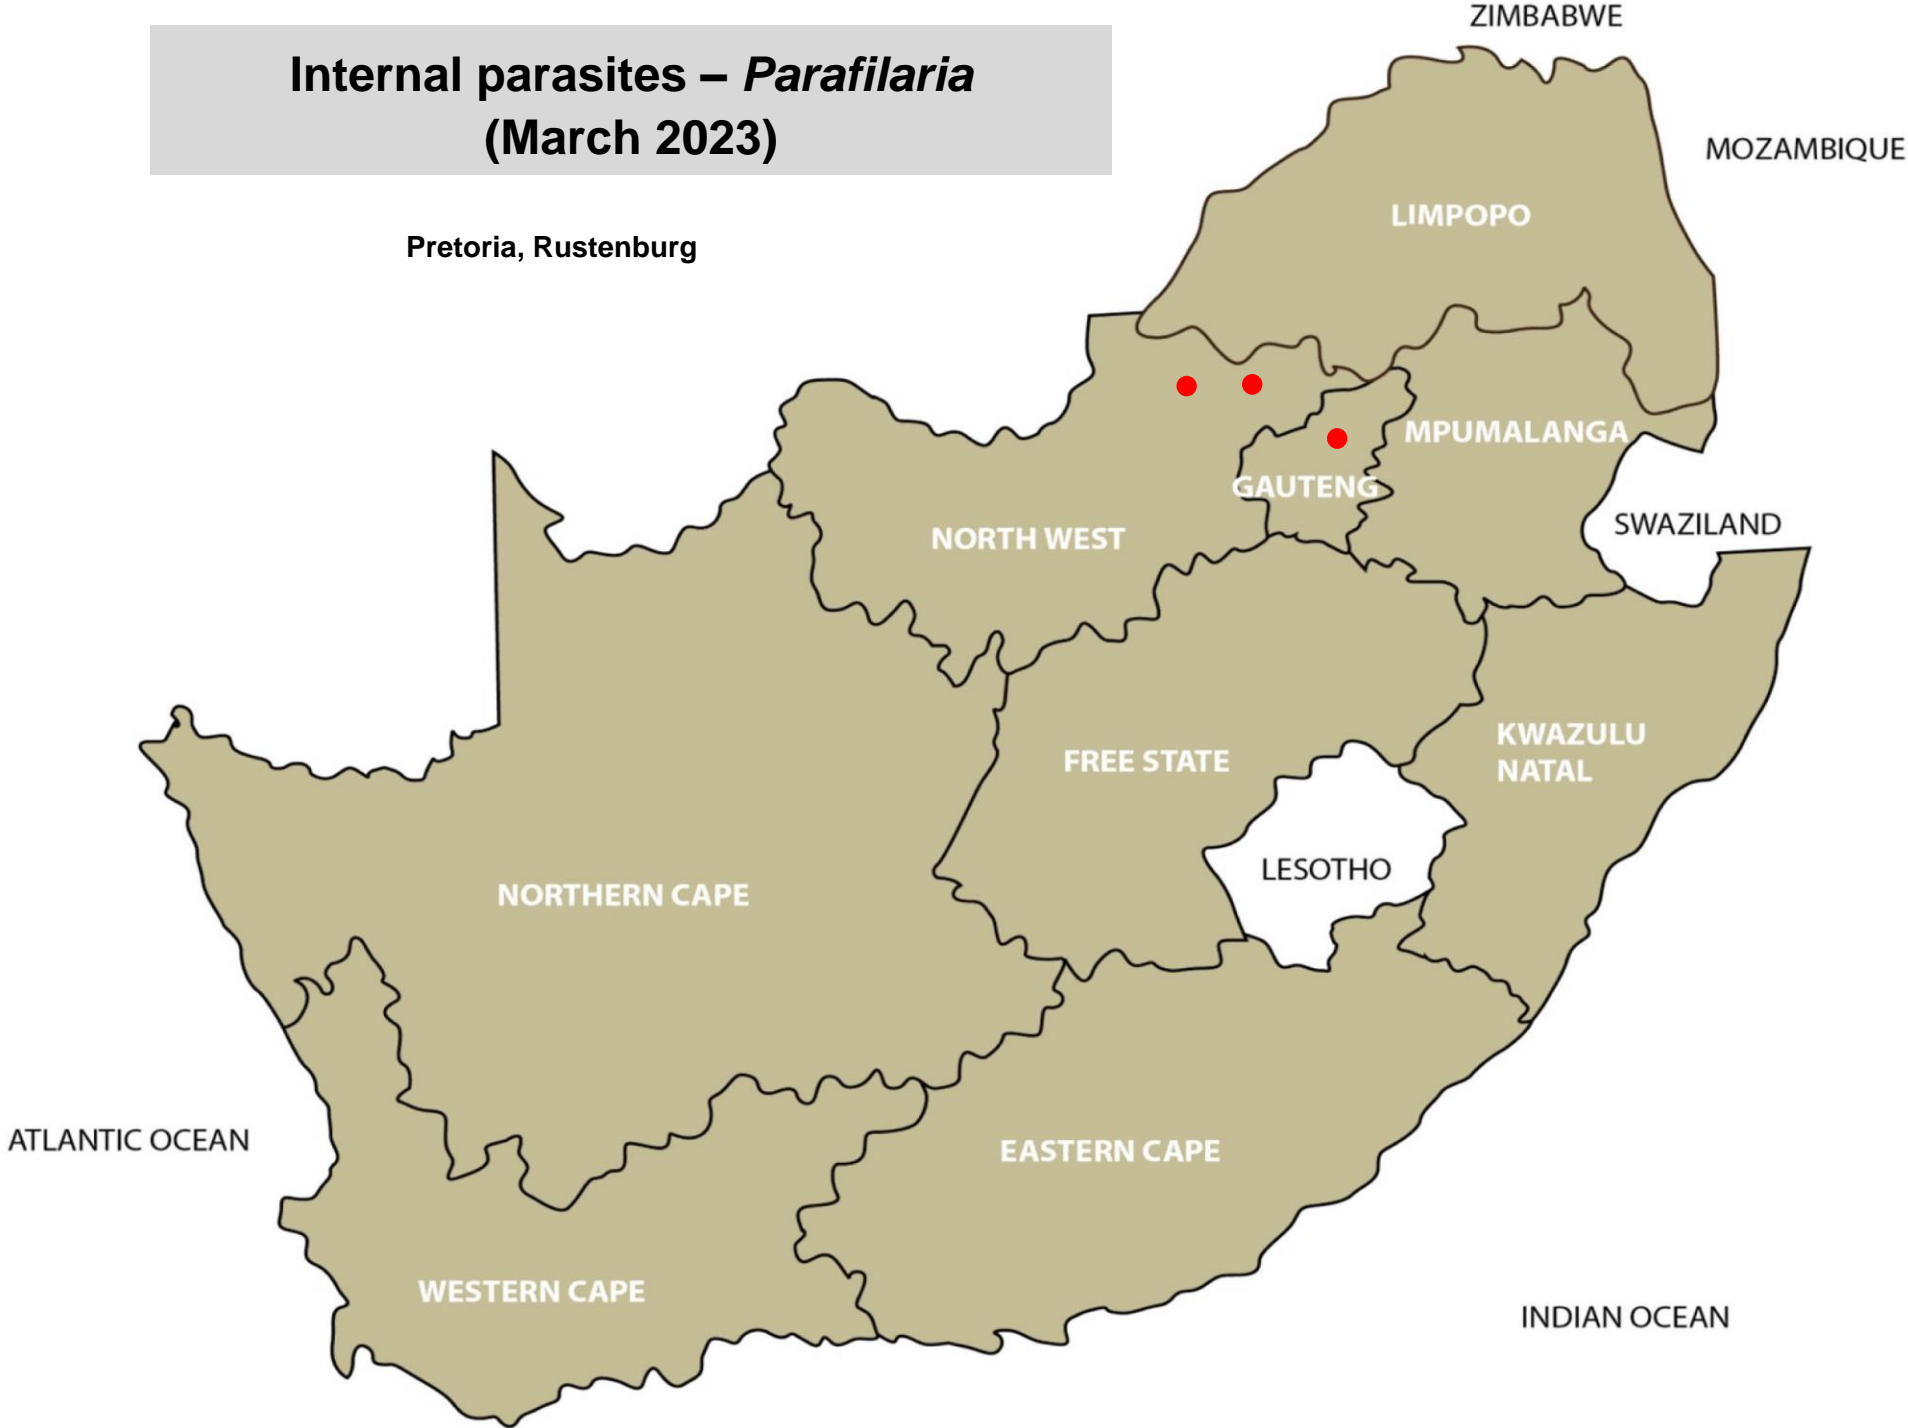 ZIMBABWE
Internal parasites – Parafilaria
(March 2023)
MOZAMBIQUE
LIMPOPO
Pretoria, Rustenburg
MPUMALANGA
GAUTENG
SWAZILAND
NORTH WEST
KWAZULU
NATAL
FREE STATE
LESOTHO
NORTHERN CAPE
ATLANTIC OCEAN
EASTERN CAPE
WESTERN CAPE
INDIAN OCEAN